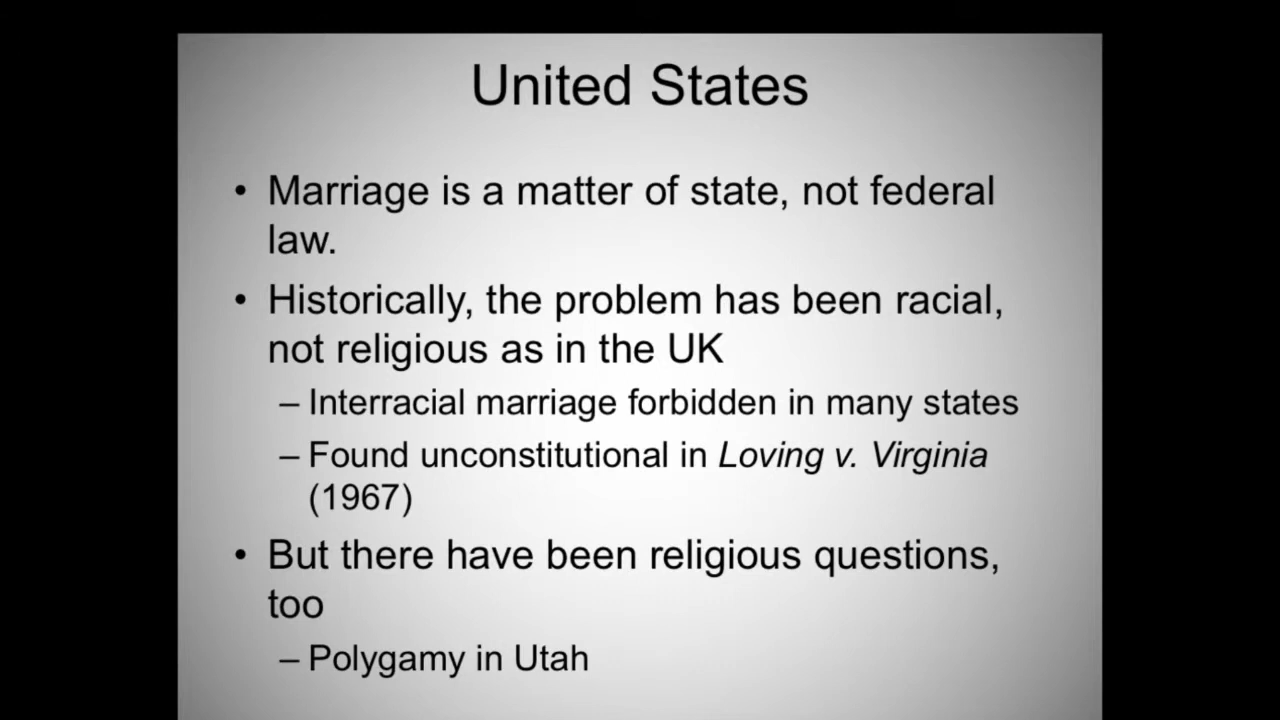 United States
• Marriage is a matter of state, not federal
law.
• Historically, the problem has been racial,
not religious as in the UK
– Interracial marriage forbidden in many states
– Found unconstitutional in Loving v. Virginia
(1967)
• But there have been religious questions,
too
– Polygamy in Utah